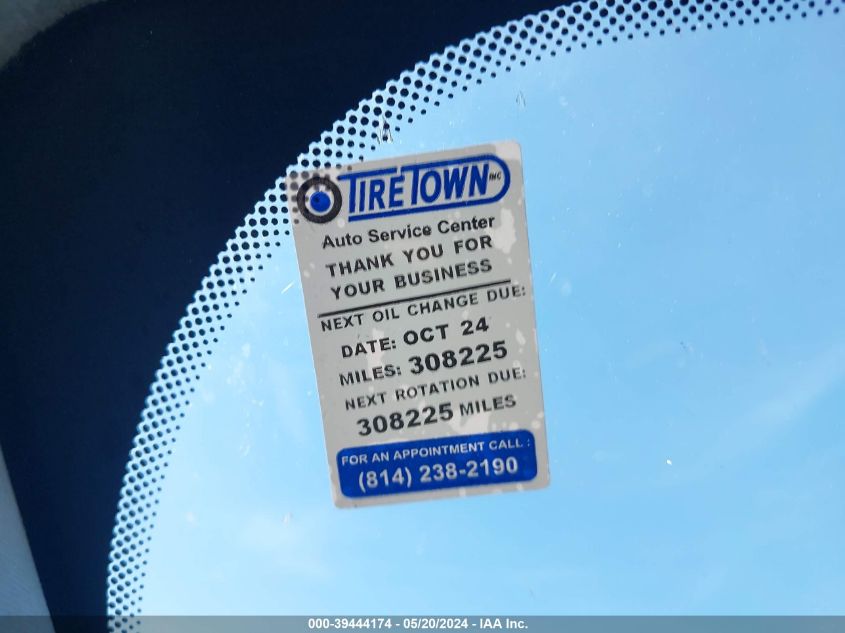 TIRETOWN INC
Auto Service Center
THANK YOU FOR
YOUR BUSINESS
NEXT OIL CHANGE DUE:
DATE: OCT 24
MILES: 308225
NEXT ROTATION DUE:
308225 MILES
FOR AN APPOINTMENT CALL :
(814) 238-2190
000-39444174 - 05/20/2024 - IAA Inc.